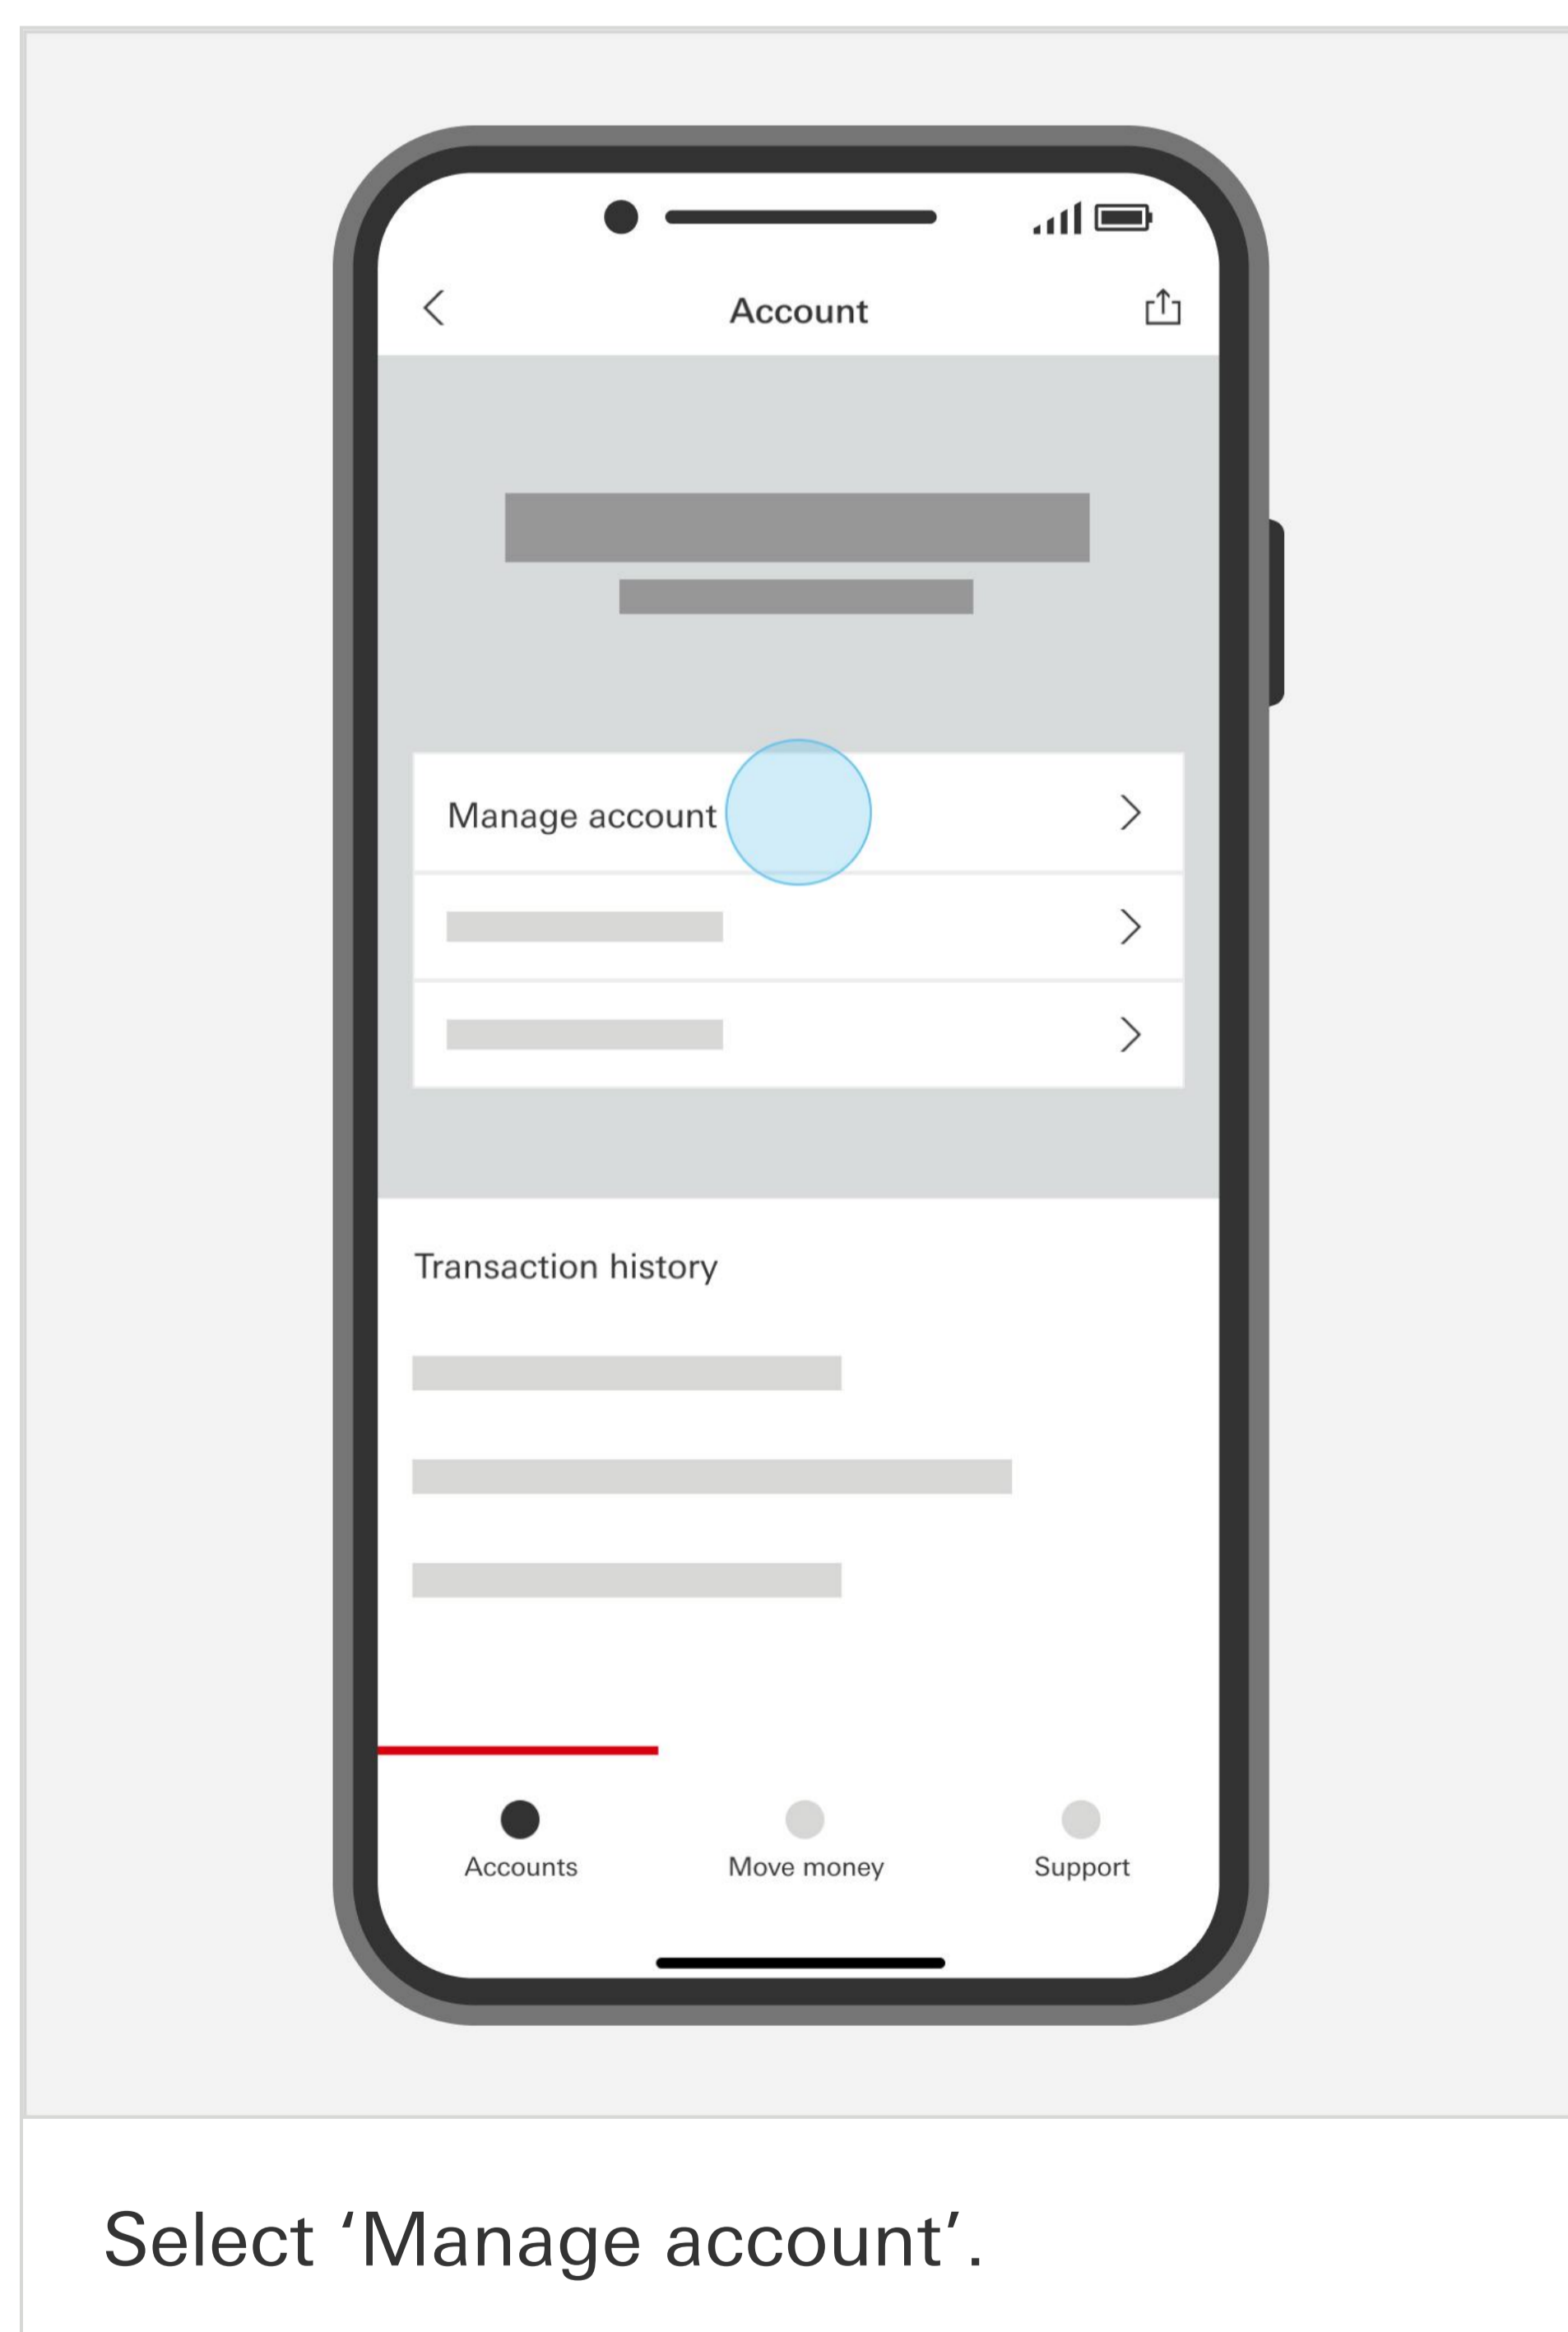 Account
Manage account
Transaction history
Accounts
Move money
Support
Select ‘Manage account’.